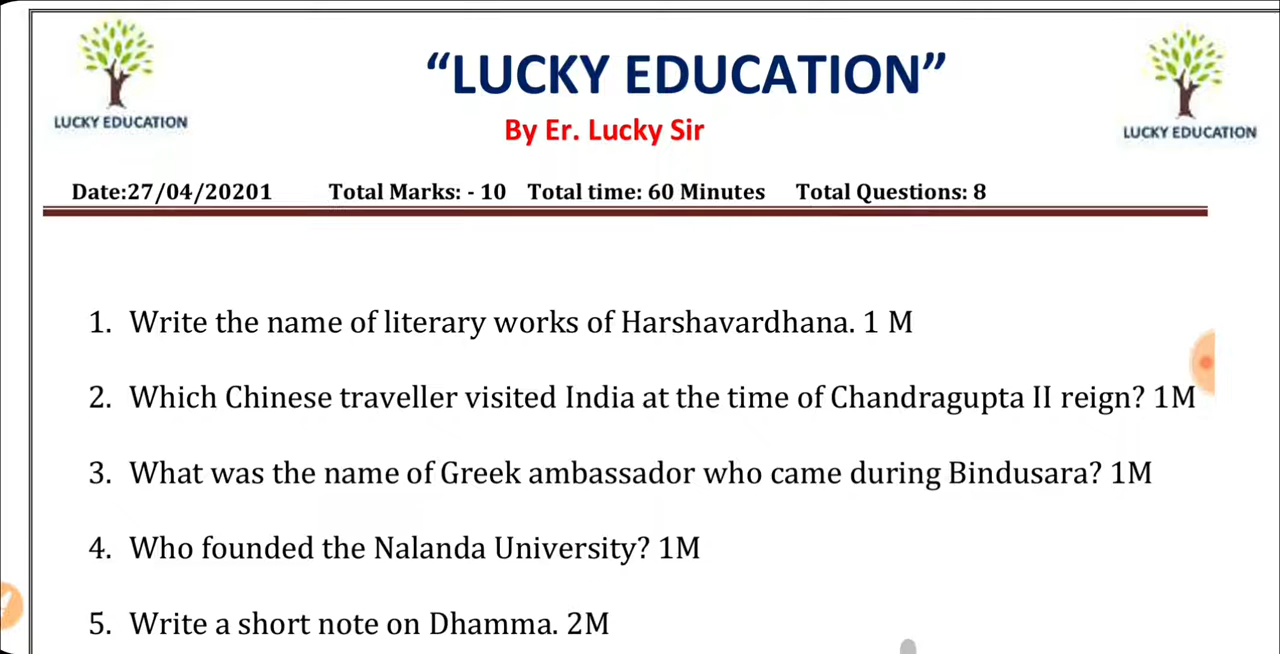 “LUCKY EDUCATION”
By Er. Lucky Sir
LUCKY EDUCATION
LUCKY EDUCATION
Date:27/04/20201 Total Marks: - 10 Total time: 60 Minutes Total Questions: 8
1. Write the name of literary works of Harshavardhana. 1 M
2. Which Chinese traveller visited India at the time of Chandragupta II reign? 1M
3. What was the name of Greek ambassador who came during Bindusara? 1M
4. Who founded the Nalanda University? 1M
5. Write a short note on Dhamma. 2M